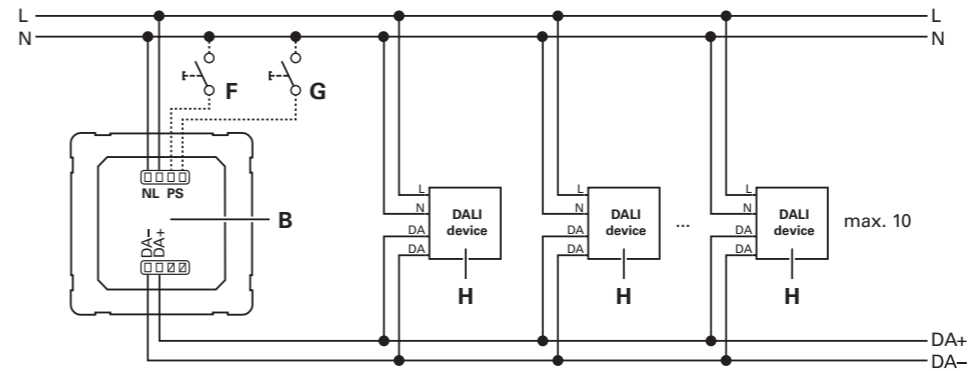 L
L
N
N
F
G
NL PS
B
DA–
DA+
L
N
DA
DA
DALI
device
H
L
N
DA
DA
DALI
device
H
...
L
N
DA
DA
DALI
device
H
max. 10
DA+
DA–